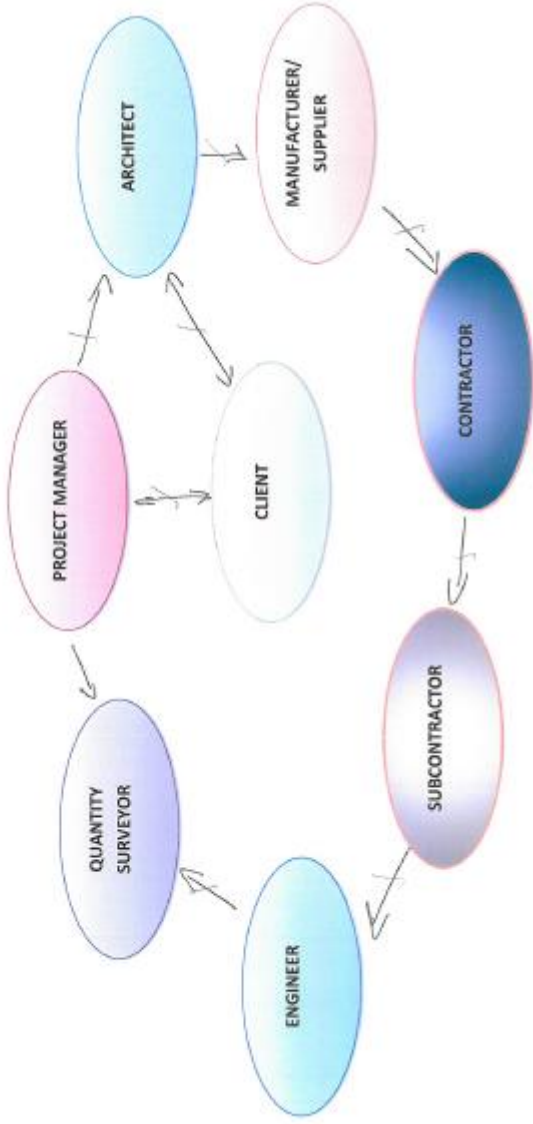 PROJECT MANAGER
ARCHITECT
QUANTITY
SURVEYOR
CLIENT
MANUFACTURER/
SUPPLIER
ENGINEER
SUBCONTRACTOR
CONTRACTOR